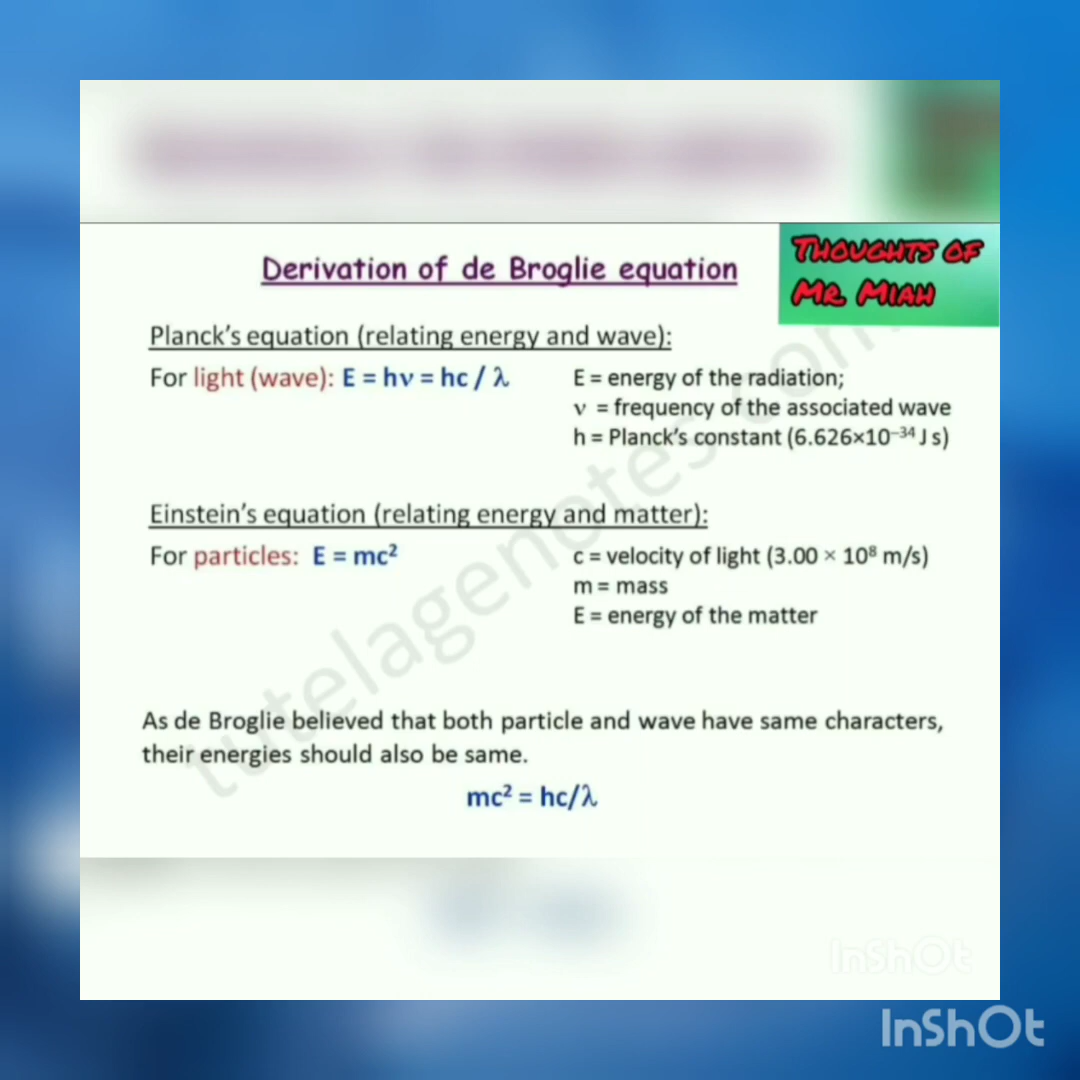 Derivation of de Broglie equation
THOUGHTS OF
MR. MIAH
Planck's equation (relating energy and wave):
For light (wave): E = hν = hc / λ
E = energy of the radiation;
ν = frequency of the associated wave
h = Planck's constant (6.626×10⁻³⁴ J s)
Einstein's equation (relating energy and matter):
For particles: E = mc²
c = velocity of light (3.00 × 10⁸ m/s)
m = mass
E = energy of the matter
tutelagenotes.com
As de Broglie believed that both particle and wave have same characters,
their energies should also be same.
mc² = hc/λ
InShOt
InShOt